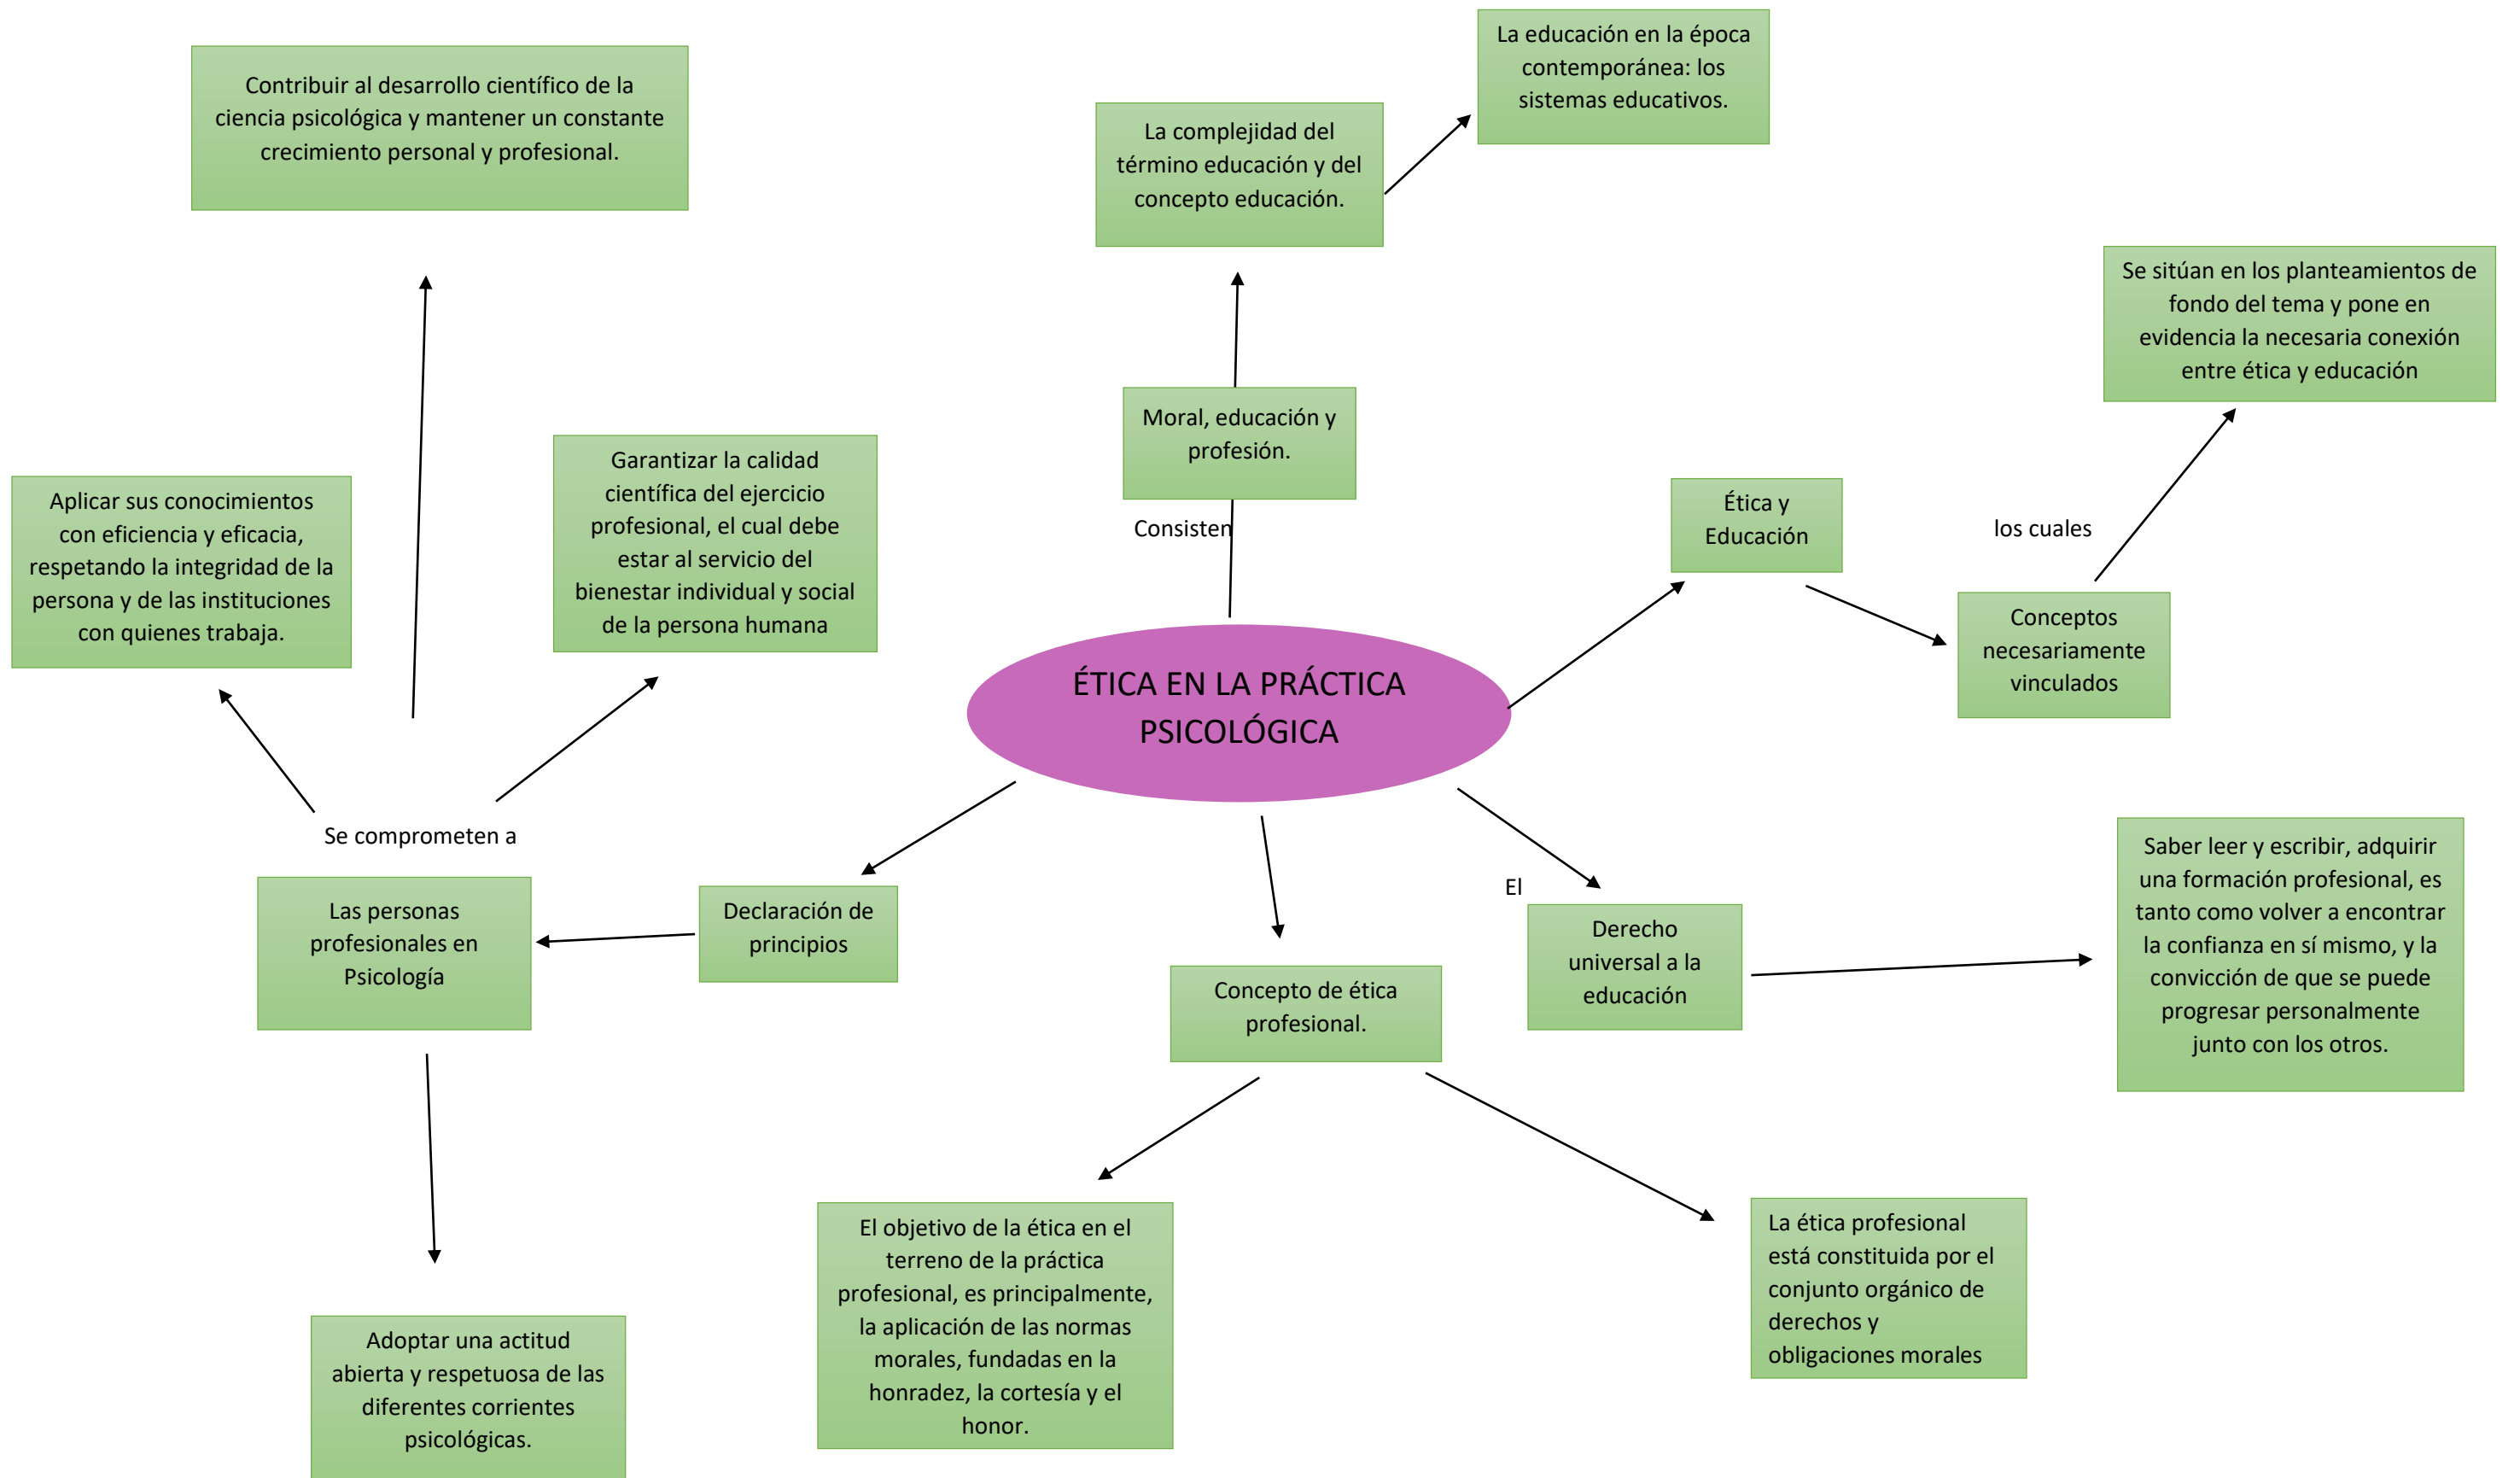 La educación en la época
contemporánea: los
sistemas educativos.
Contribuir al desarrollo científico de la
ciencia psicológica y mantener un constante
crecimiento personal y profesional.
La complejidad del
término educación y del
concepto educación.
Se sitúan en los planteamientos de
fondo del tema y pone en
evidencia la necesaria conexión
entre ética y educación
Moral, educación y
profesión.
Garantizar la calidad
científica del ejercicio
profesional, el cual debe
estar al servicio del
bienestar individual y social
de la persona humana
Aplicar sus conocimientos
con eficiencia y eficacia,
respetando la integridad de la
persona y de las instituciones
con quienes trabaja.
Consisten
Ética y
Educación
los cuales
Conceptos
necesariamente
vinculados
ÉTICA EN LA PRÁCTICA
PSICOLÓGICA
Se comprometen a
Las personas
profesionales en
Psicología
Declaración de
principios
El
Derecho
universal a la
educación
Saber leer y escribir, adquirir
una formación profesional, es
tanto como volver a encontrar
la confianza en sí mismo, y la
convicción de que se puede
progresar personalmente
junto con los otros.
Concepto de ética
profesional.
El objetivo de la ética en el
terreno de la práctica
profesional, es principalmente,
la aplicación de las normas
morales, fundadas en la
honradez, la cortesía y el
honor.
La ética profesional
está constituida por el
conjunto orgánico de
derechos y
obligaciones morales
Adoptar una actitud
abierta y respetuosa de las
diferentes corrientes
psicológicas.